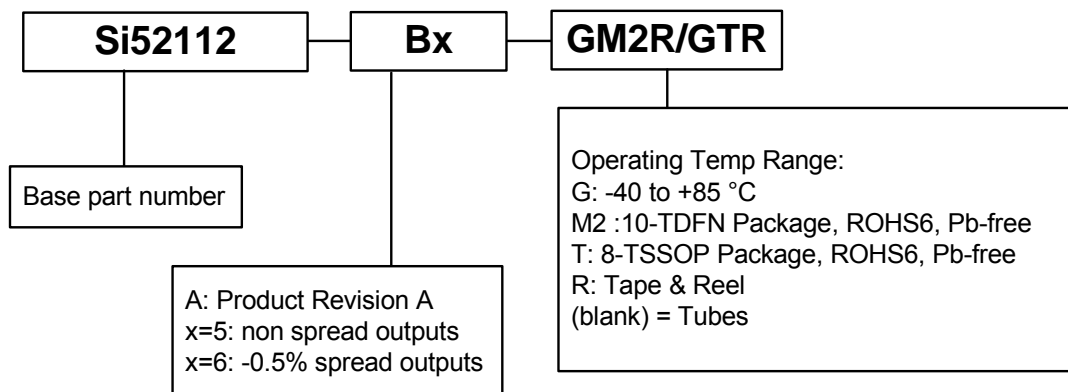 Si52112
Bx
GM2R/GTR
Base part number
A: Product Revision A
x=5: non spread outputs
x=6: -0.5% spread outputs
Operating Temp Range:
G: -40 to +85 °C
M2 :10-TDFN Package, ROHS6, Pb-free
T: 8-TSSOP Package, ROHS6, Pb-free
R: Tape & Reel
(blank) = Tubes